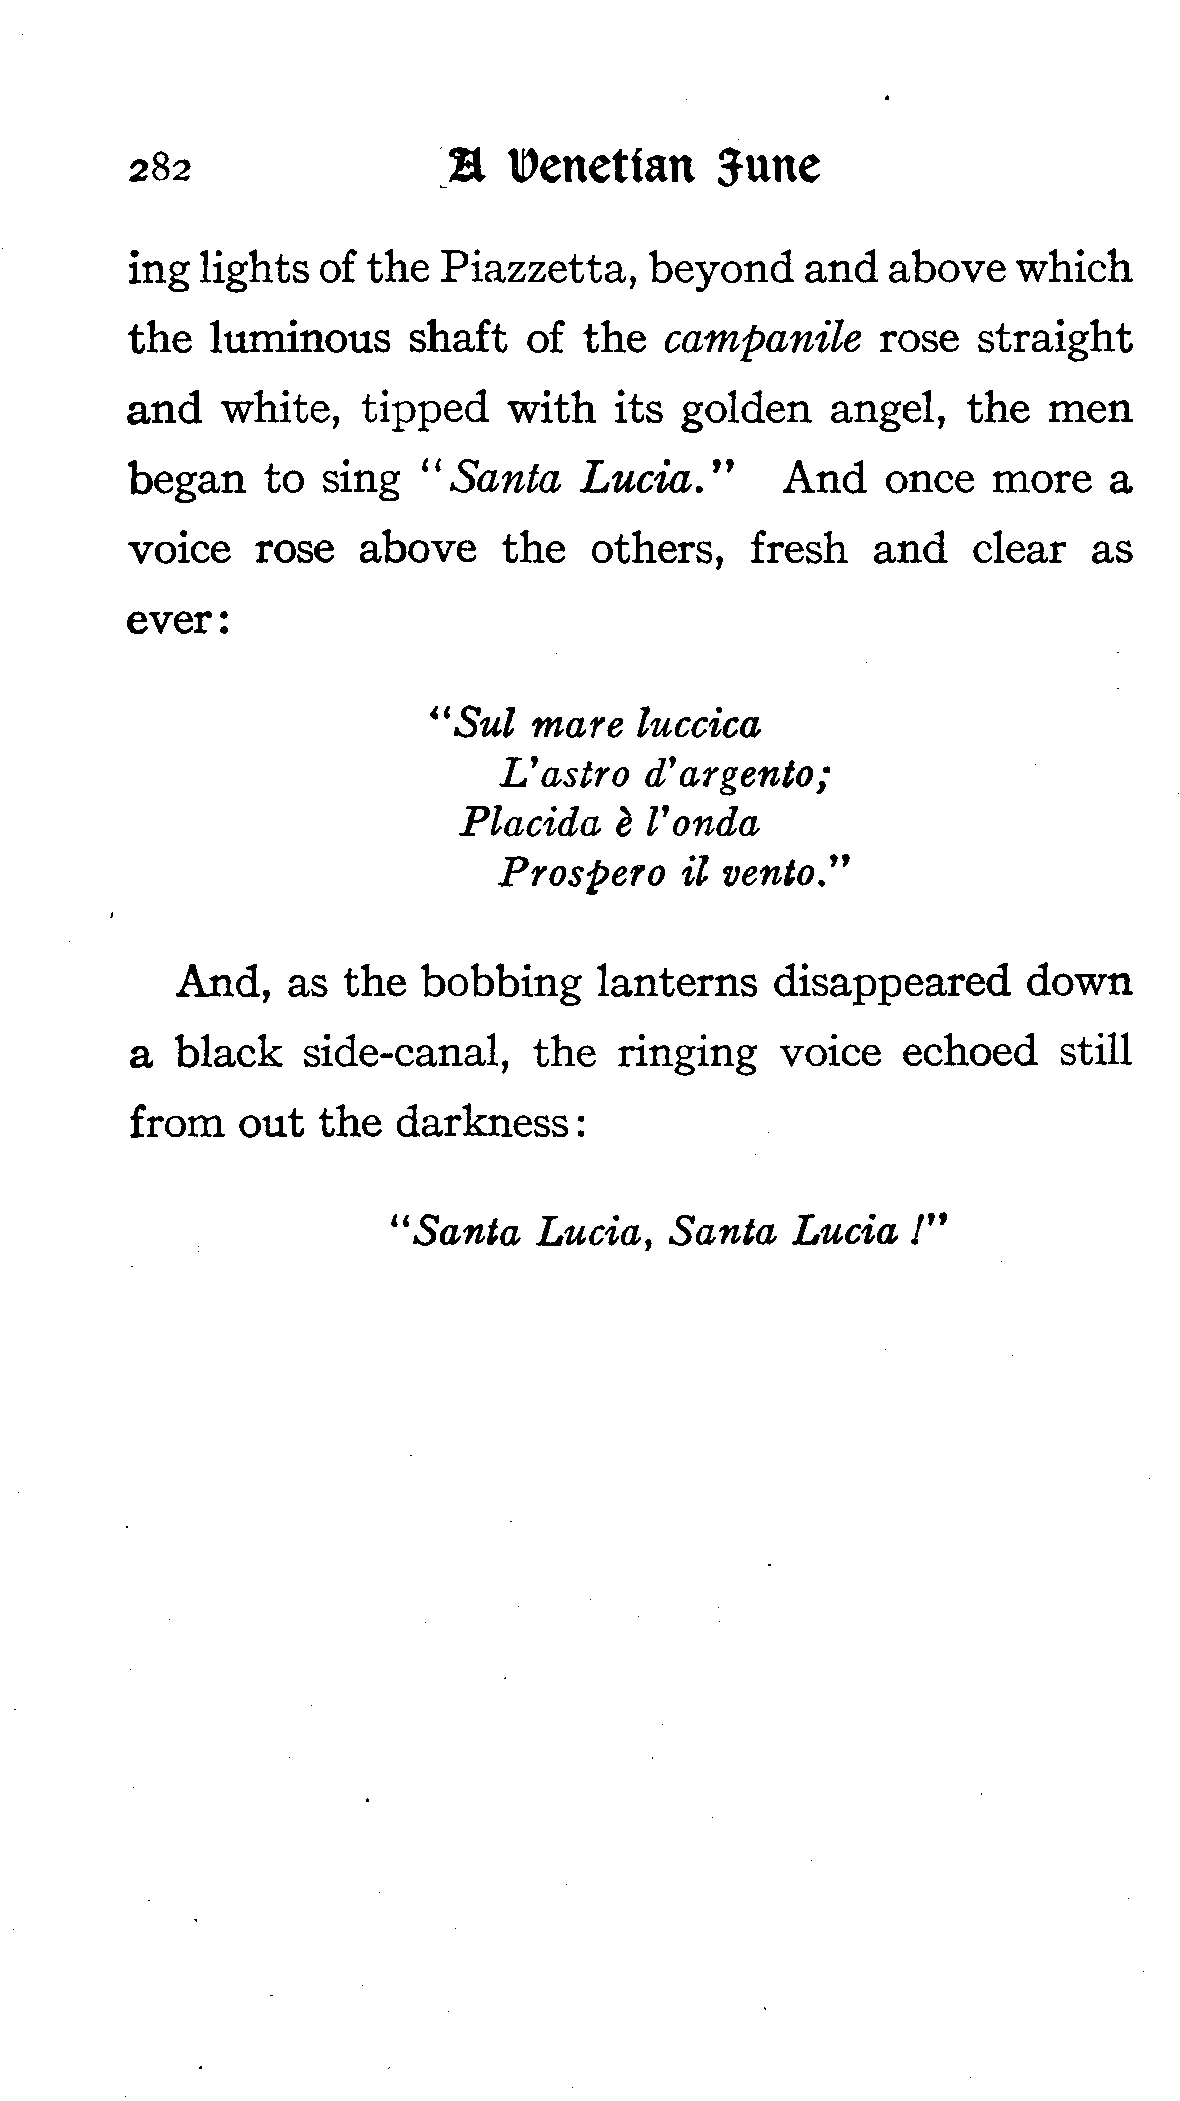 282 A Venetian June
ing lights of the Piazzetta, beyond and above which
the luminous shaft of the campanile rose straight
and white, tipped with its golden angel, the men
began to sing "Santa Lucia." And once more a
voice rose above the others, fresh and clear as
ever:
"Sul mare luccica
L'astro d'argento;
Placida è l'onda
Prospero il vento."
And, as the bobbing lanterns disappeared down
a black side-canal, the ringing voice echoed still
from out the darkness:
"Santa Lucia, Santa Lucia!"